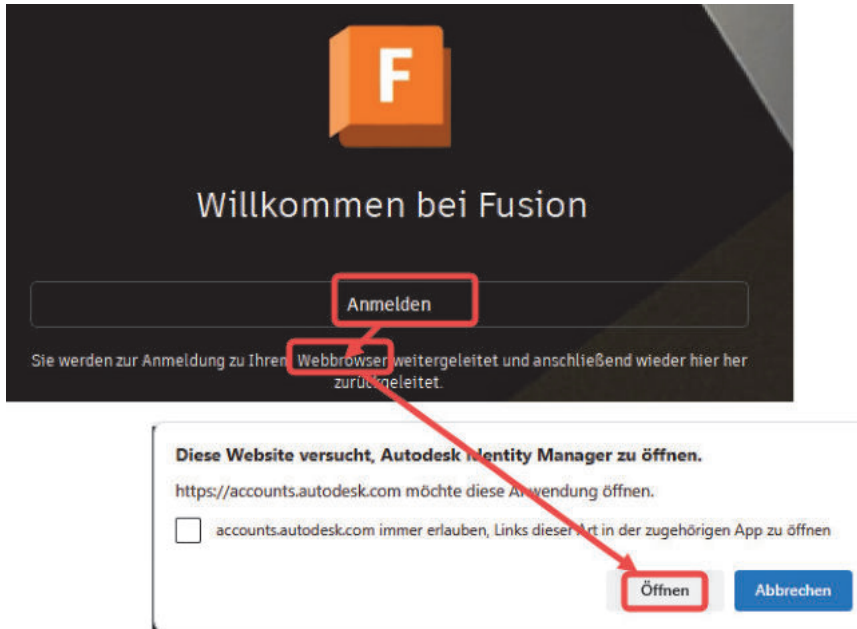 F
Willkommen bei Fusion
Anmelden
Sie werden zur Anmeldung zu Ihrem Webbrowser weitergeleitet und anschließend wieder hier her
zurückgeleitet.
Diese Website versucht, Autodesk Identity Manager zu öffnen.
https://accounts.autodesk.com möchte diese Anwendung öffnen.
accounts.autodesk.com immer erlauben, Links dieser Art in der zugehörigen App zu öffnen
Öffnen Abbrechen